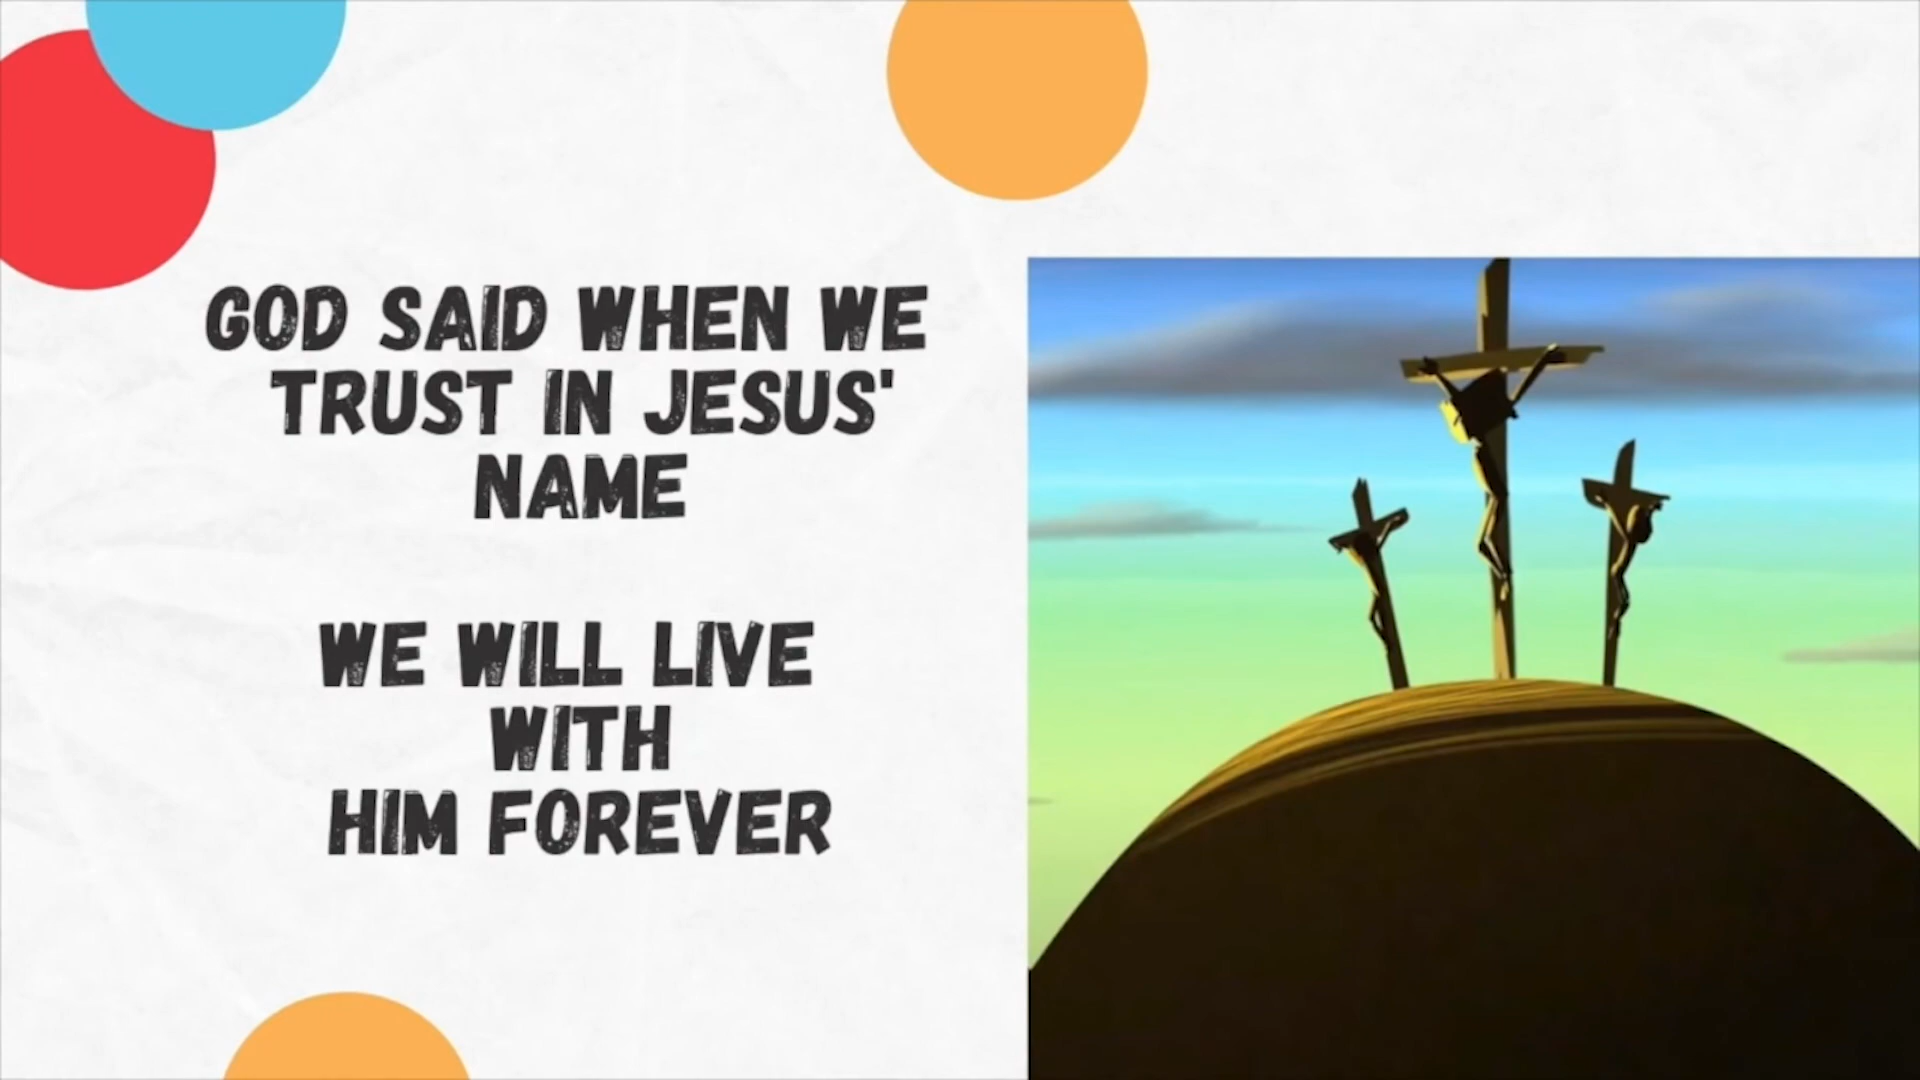 GOD SAID WHEN WE
TRUST IN JESUS'
NAME
WE WILL LIVE
WITH
HIM FOREVER